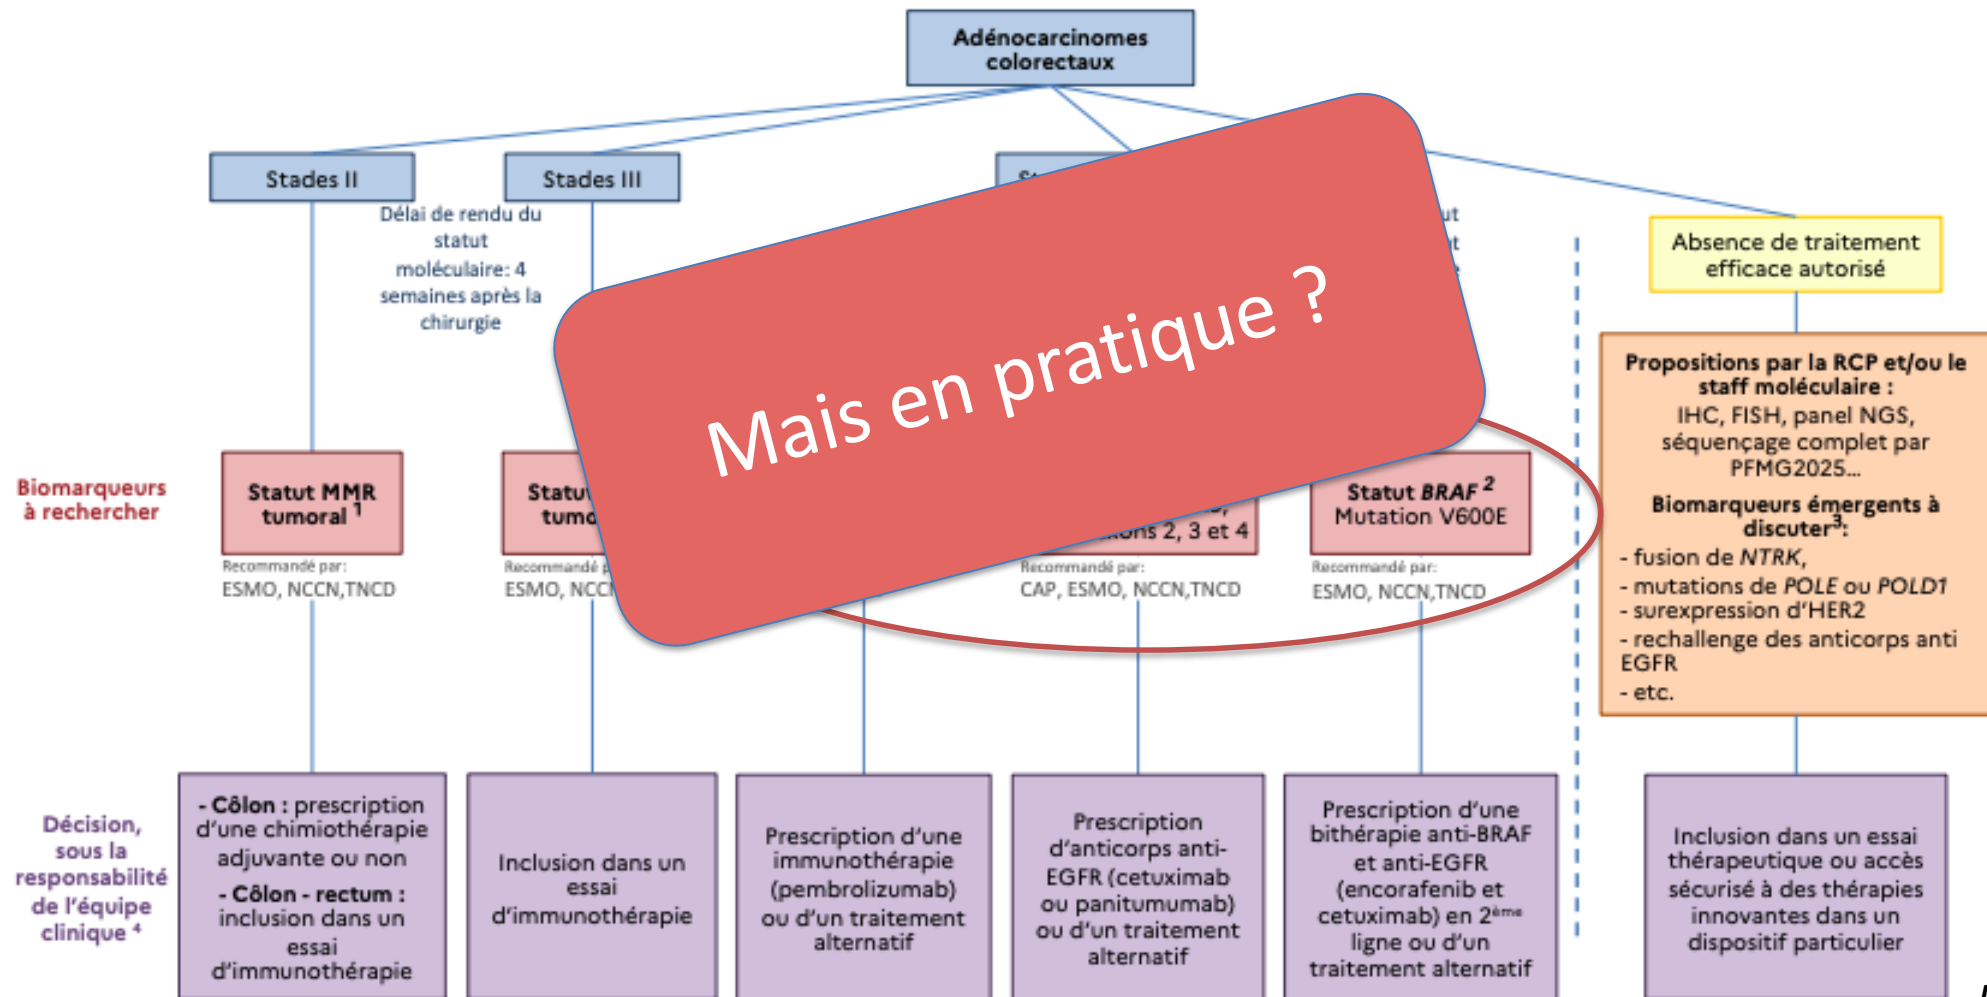 Adénocarcinomes
colorectaux
Stades II
Stades III
Délai de rendu du
statut
moléculaire: 4
semaines après la
chirurgie
Absence de traitement
efficace autorisé
Mais en pratique ?
Propositions par la RCP et/ou le
staff moléculaire :
IHC, FISH, panel NGS,
séquençage complet par
PFMG2025...
Biomarqueurs émergents à
discuter³:
- fusion de NTRK,
- mutations de POLE ou POLD1
- surexpression d'HER2
- rechallenge des anticorps anti
EGFR
- etc.
Biomarqueurs
à rechercher
Statut MMR
tumoral ¹
Recommandé par:
ESMO, NCCN,TNCD
Recommandé
ESMO,
2, 3 et 4
Recommandé par:
CAP, ESMO, NCCN,TNCD
Statut BRAF ²
Mutation V600E
Recommandé par:
ESMO, NCCN,TNCD
Décision,
sous la
responsabilité
de l'équipe
clinique ⁴
- Côlon : prescription
d'une chimiothérapie
adjuvante ou non
- Côlon - rectum :
inclusion dans un
essai
d'immunothérapie
Inclusion dans un
essai
d'immunothérapie
Prescription d'une
immunothérapie
(pembrolizumab)
ou d'un traitement
alternatif
Prescription
d'anticorps anti-
EGFR (cetuximab
ou panitumumab)
ou d'un traitement
alternatif
Prescription d'une
bithérapie anti-BRAF
et anti-EGFR
(encorafenib et
cetuximab) en 2ème
ligne ou d'un
traitement alternatif
Inclusion dans un essai
thérapeutique ou accès
sécurisé à des thérapies
innovantes dans un
dispositif particulier